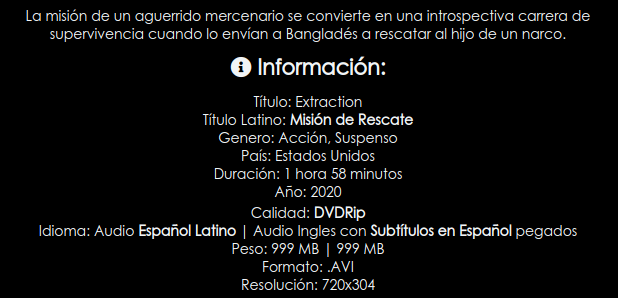 La misión de un aguerrido mercenario se convierte en una introspectiva carrera de
supervivencia cuando lo envían a Bangladés a rescatar al hijo de un narco.
Información:
Título: Extraction
Título Latino: Misión de Rescate
Genero: Acción, Suspenso
País: Estados Unidos
Duración: 1 hora 58 minutos
Año: 2020
Calidad: DVDRip
Idioma: Audio Español Latino | Audio Ingles con Subtítulos en Español pegados
Peso: 999 MB | 999 MB
Formato: .AVI
Resolución: 720x304